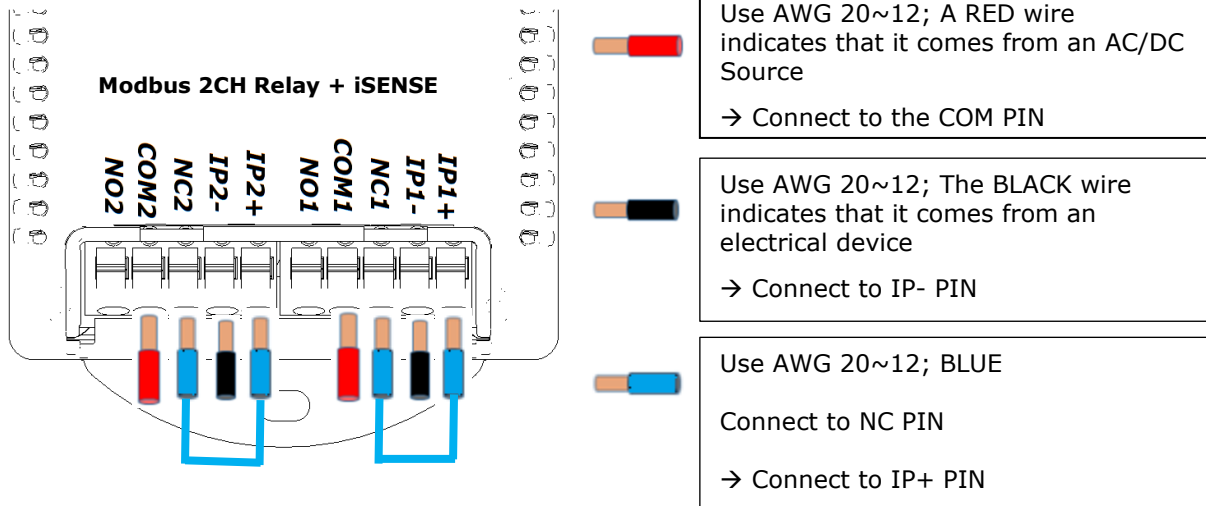 Modbus 2CH Relay + iSENSE
NO2
COM2
NC2
IP2-
IP2+
NO1
COM1
NC1
IP1-
IP1+
Use AWG 20~12; A RED wire
indicates that it comes from an AC/DC
Source
→ Connect to the COM PIN
Use AWG 20~12; The BLACK wire
indicates that it comes from an
electrical device
→ Connect to IP- PIN
Use AWG 20~12; BLUE
Connect to NC PIN
→ Connect to IP+ PIN